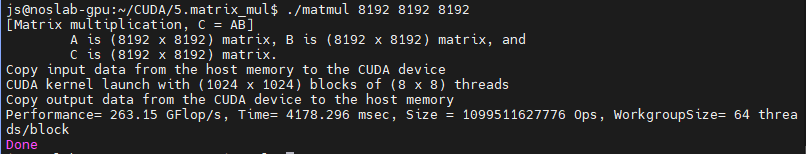 js@noslab-gpu:~/CUDA/5.matrix_mul$ ./matmul 8192 8192 8192
[Matrix multiplication, C = AB]
A is (8192 x 8192) matrix, B is (8192 x 8192) matrix, and
C is (8192 x 8192) matrix.
Copy input data from the host memory to the CUDA device
CUDA kernel launch with (1024 x 1024) blocks of (8 x 8) threads
Copy output data from the CUDA device to the host memory
Performance= 263.15 GFlop/s, Time= 4178.296 msec, Size = 1099511627776 Ops, WorkgroupSize= 64 threa
ds/block
Done